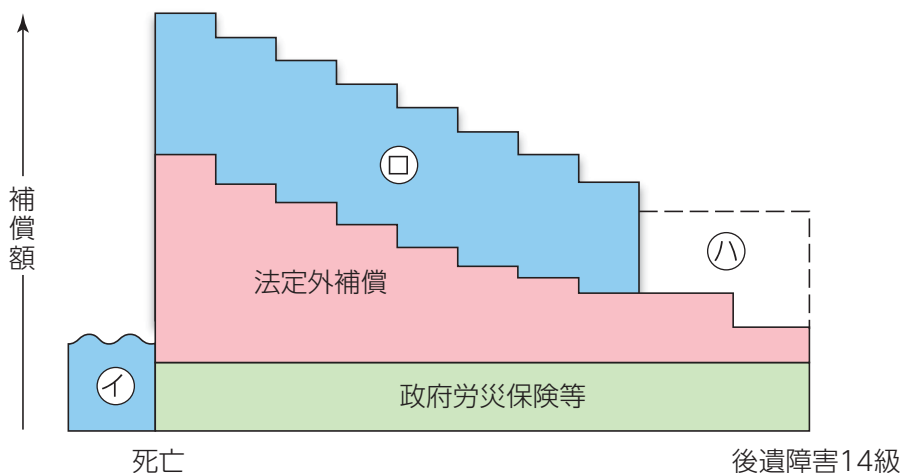 補償額
ロ
ハ
法定外補償
イ
政府労災保険等
死亡
後遺障害14級